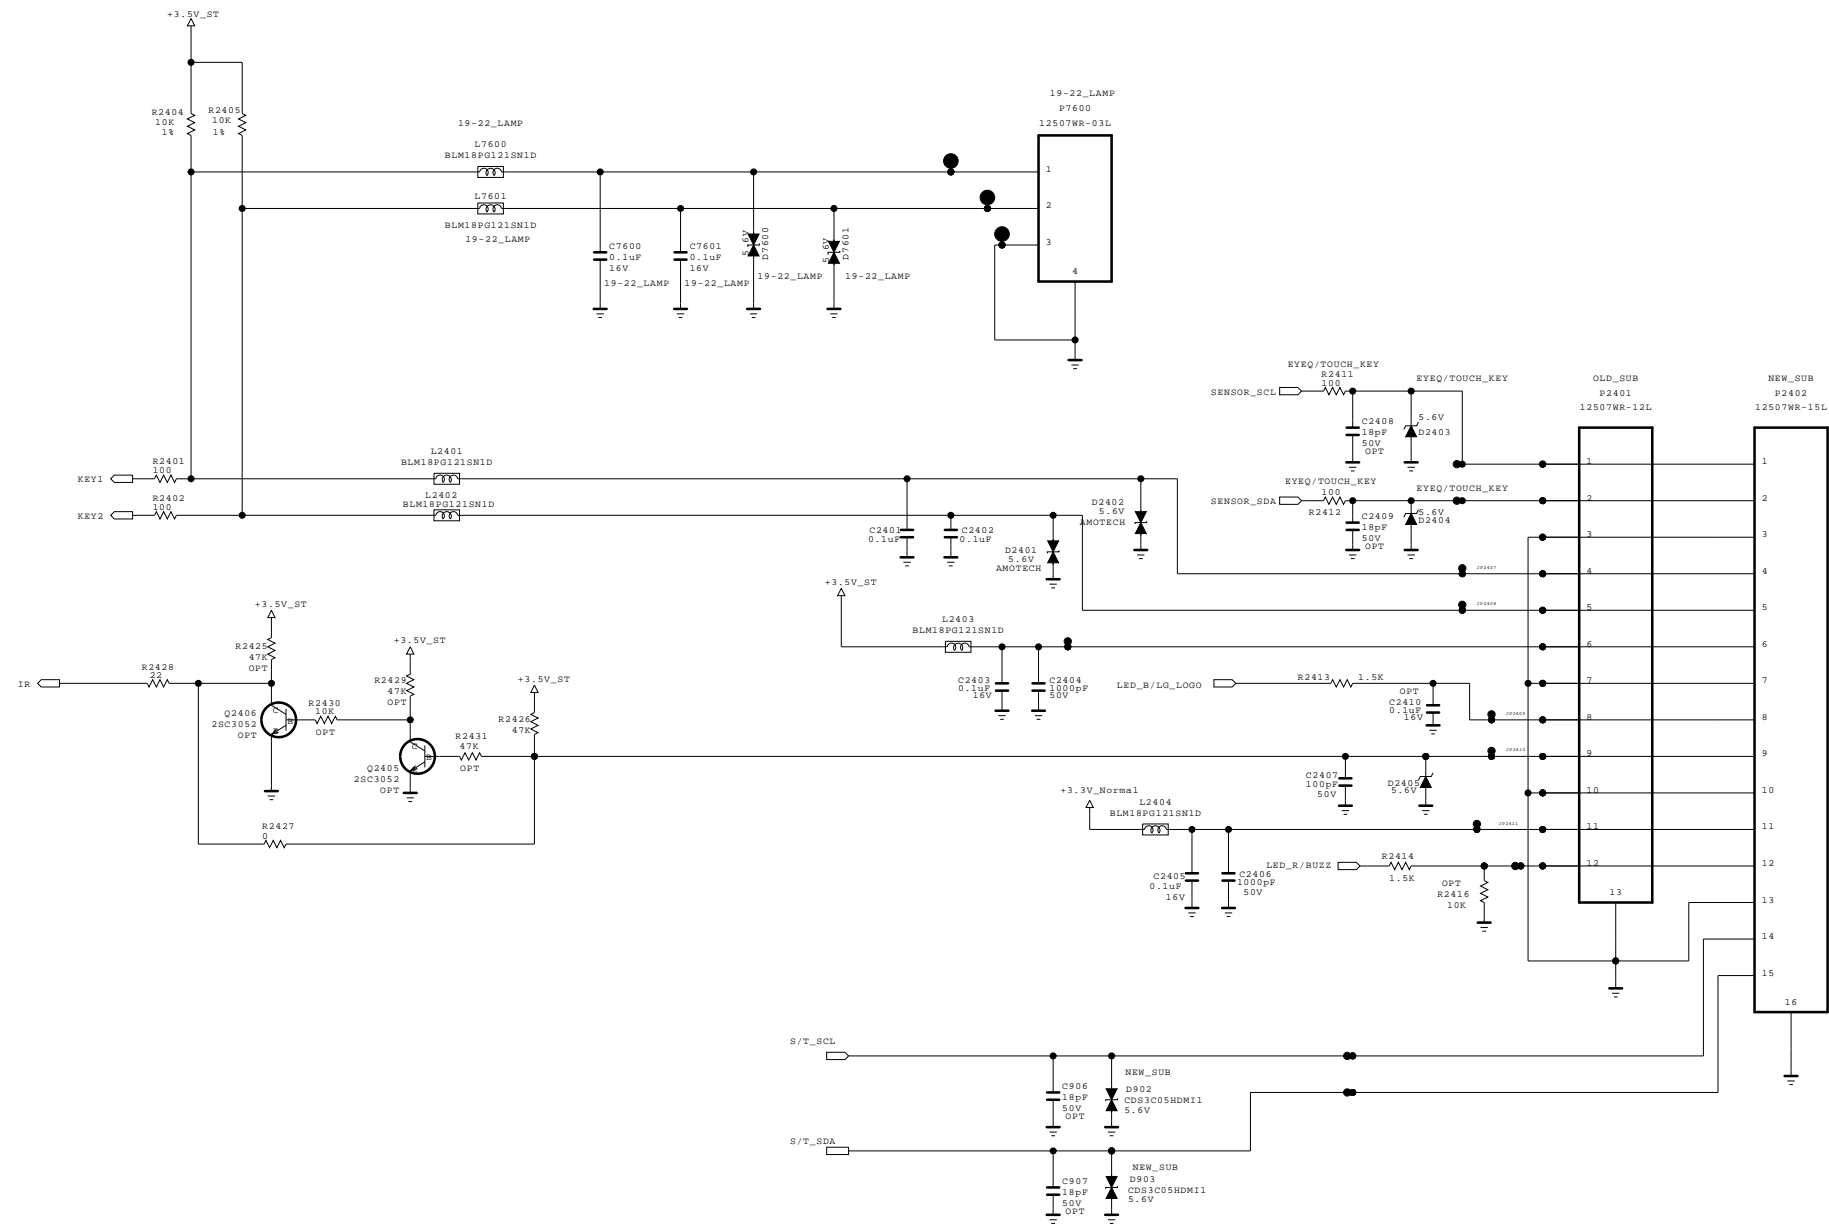 +3.5V_ST
R2404
10K
1%
R2405
10K
1%
19-22_LAMP
L7600
BLM18PG121SN1D
L7601
BLM18PG121SN1D
19-22_LAMP
C7600
0.1uF
16V
19-22_LAMP
C7601
0.1uF
16V
19-22_LAMP
5.6V
D7600
19-22_LAMP
5.6V
D7601
19-22_LAMP
19-22_LAMP
P7600
12507WR-03L
1
2
3
4
KEY1
R2401
100
KEY2
R2402
100
L2401
BLM18PG121SN1D
L2402
BLM18PG121SN1D
C2401
0.1uF
C2402
0.1uF
D2401
5.6V
AMOTECH
D2402
5.6V
AMOTECH
EYEQ/TOUCH_KEY
R2411
100
SENSOR_SCL
EYEQ/TOUCH_KEY
C2408
18pF
50V
OPT
5.6V
D2403
EYEQ/TOUCH_KEY
100
R2412
SENSOR_SDA
EYEQ/TOUCH_KEY
C2409
18pF
50V
OPT
5.6V
D2404
JP2407
JP2408
+3.5V_ST
L2403
BLM18PG121SN1D
C2403
0.1uF
16V
C2404
1000pF
50V
LED_B/LG_LOGO
R2413
1.5K
OPT
C2410
0.1uF
16V
JP2409
JP2410
IR
R2428
22
+3.5V_ST
R2425
47K
OPT
Q2406
2SC3052
OPT
C
B
E
R2430
10K
OPT
+3.5V_ST
R2429
47K
OPT
Q2405
2SC3052
OPT
C
B
E
R2431
47K
OPT
+3.5V_ST
R2426
47K
R2427
0
C2407
100pF
50V
D2405
5.6V
+3.3V_Normal
L2404
BLM18PG121SN1D
JP2411
C2405
0.1uF
16V
C2406
1000pF
50V
LED_R/BUZZ
R2414
1.5K
OPT
R2416
10K
OLD_SUB
P2401
12507WR-12L
1
2
3
4
5
6
7
8
9
10
11
12
13
NEW_SUB
P2402
12507WR-15L
1
2
3
4
5
6
7
8
9
10
11
12
13
14
15
16
S/T_SCL
C906
18pF
50V
OPT
NEW_SUB
D902
CDS3C05HDMI1
5.6V
S/T_SDA
C907
18pF
50V
OPT
NEW_SUB
D903
CDS3C05HDMI1
5.6V